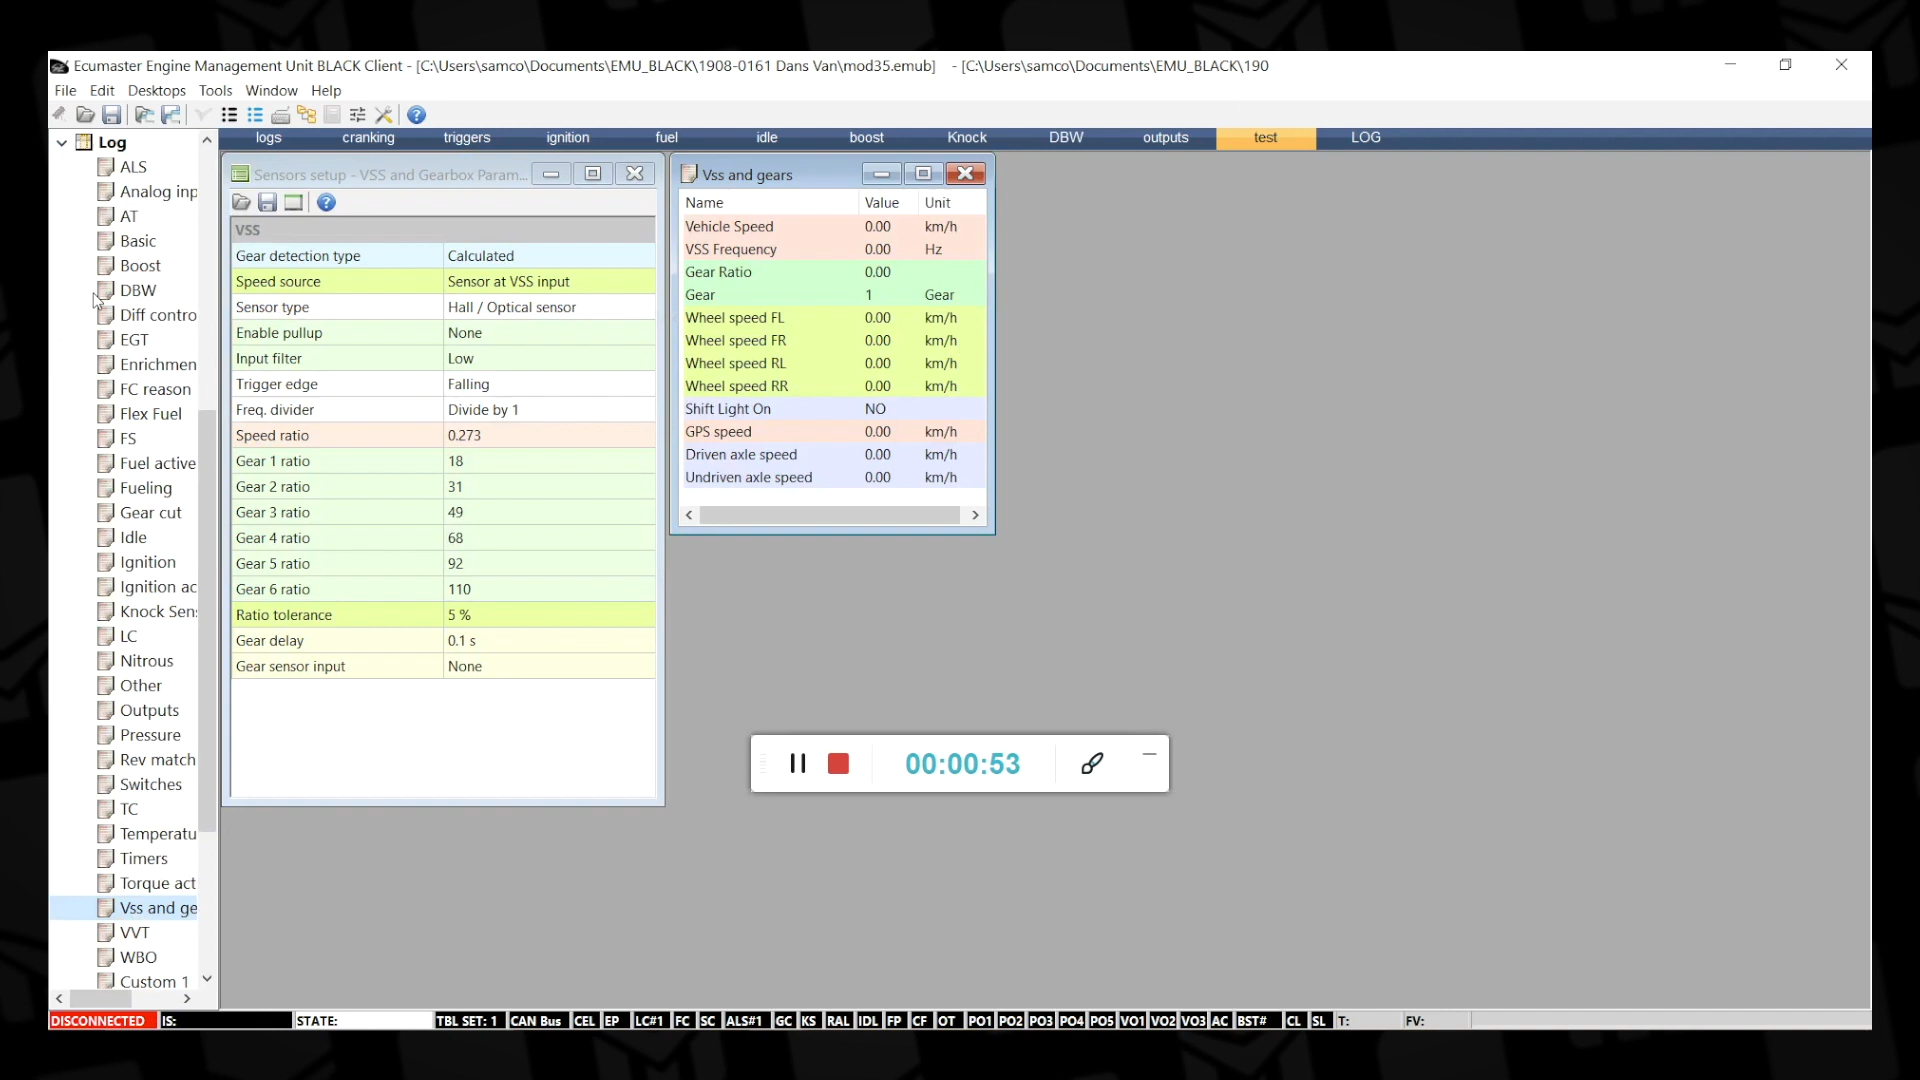 Ecumaster Engine Management Unit BLACK Client - [C:\Users\samco\Documents\EMU_BLACK\1908-0161 Dans Van\mod35.emub] - [C:\Users\samco\Documents\EMU_BLACK\190
File Edit Desktops Tools Window Help
logs cranking triggers ignition fuel idle boost Knock DBW outputs test LOG
Log
ALS
Analog inp
AT
Basic
Boost
DBW
Diff contro
EGT
Enrichmen
FC reason
Flex Fuel
FS
Fuel active
Fueling
Gear cut
Idle
Ignition
Ignition ac
Knock Sen
LC
Nitrous
Other
Outputs
Pressure
Rev match
Switches
TC
Temperatu
Timers
Torque act
Vss and ge
VVT
WBO
Custom 1
Sensors setup - VSS and Gearbox Param...
VSS
Gear detection type Calculated
Speed source Sensor at VSS input
Sensor type Hall / Optical sensor
Enable pullup None
Input filter Low
Trigger edge Falling
Freq. divider Divide by 1
Speed ratio 0.273
Gear 1 ratio 18
Gear 2 ratio 31
Gear 3 ratio 49
Gear 4 ratio 68
Gear 5 ratio 92
Gear 6 ratio 110
Ratio tolerance 5 %
Gear delay 0.1 s
Gear sensor input None
Vss and gears
Name Value Unit
Vehicle Speed 0.00 km/h
VSS Frequency 0.00 Hz
Gear Ratio 0.00
Gear 1 Gear
Wheel speed FL 0.00 km/h
Wheel speed FR 0.00 km/h
Wheel speed RL 0.00 km/h
Wheel speed RR 0.00 km/h
Shift Light On NO
GPS speed 0.00 km/h
Driven axle speed 0.00 km/h
Undriven axle speed 0.00 km/h
00:00:53
DISCONNECTED IS: STATE: TBL SET: 1 CAN Bus CEL EP LC#1 FC SC ALS#1 GC KS RAL IDL FP CF OT PO1 PO2 PO3 PO4 PO5 VO1 VO2 VO3 AC BST# CL SL T: FV: